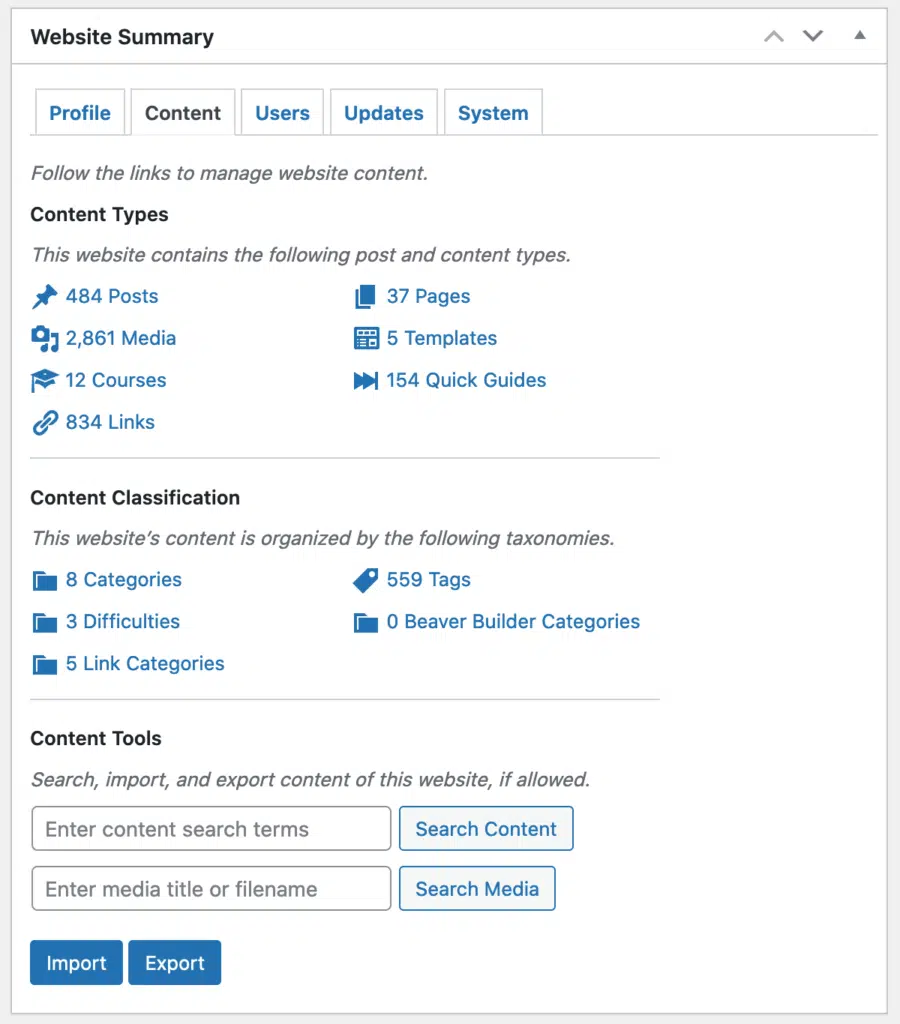 Website Summary
Profile Content Users Updates System
Follow the links to manage website content.
Content Types
This website contains the following post and content types.
484 Posts 37 Pages
2,861 Media 5 Templates
12 Courses 154 Quick Guides
834 Links
Content Classification
This website’s content is organized by the following taxonomies.
8 Categories 559 Tags
3 Difficulties 0 Beaver Builder Categories
5 Link Categories
Content Tools
Search, import, and export content of this website, if allowed.
Enter content search terms Search Content
Enter media title or filename Search Media
Import Export